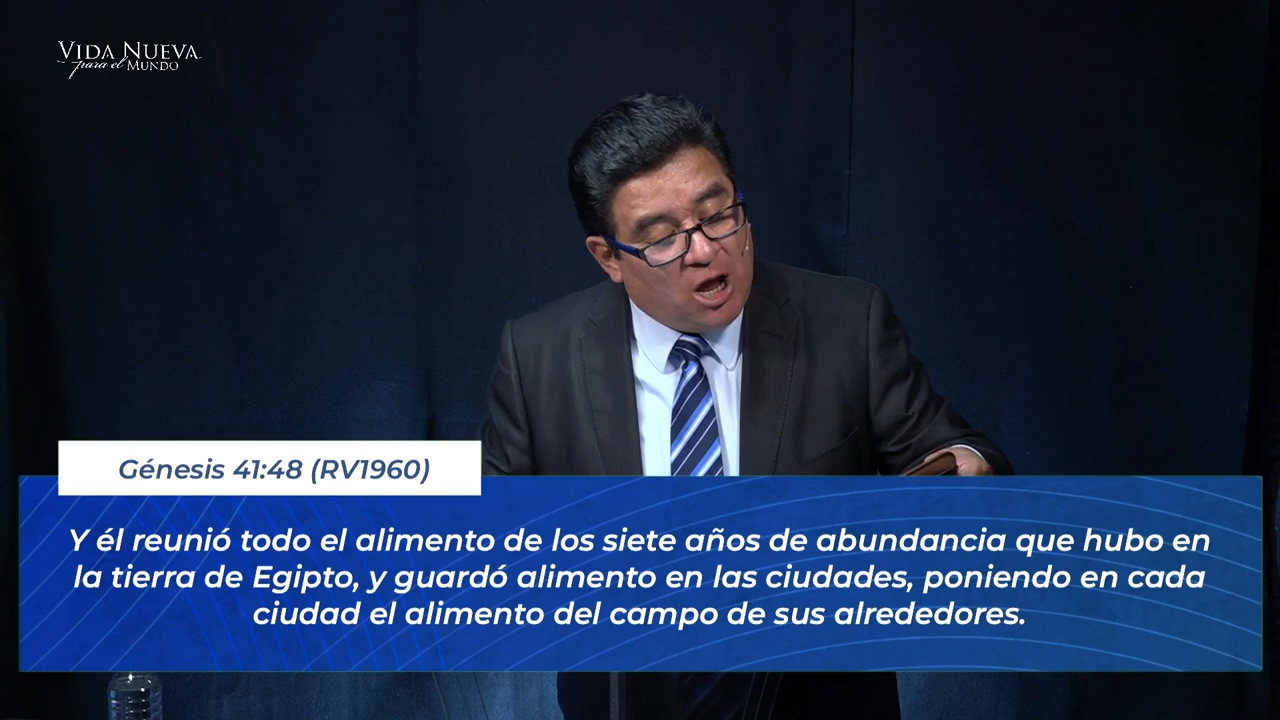 VIDA NUEVA
para el MUNDO
Génesis 41:48 (RV1960)
Y él reunió todo el alimento de los siete años de abundancia que hubo en
la tierra de Egipto, y guardó alimento en las ciudades, poniendo en cada
ciudad el alimento del campo de sus alrededores.